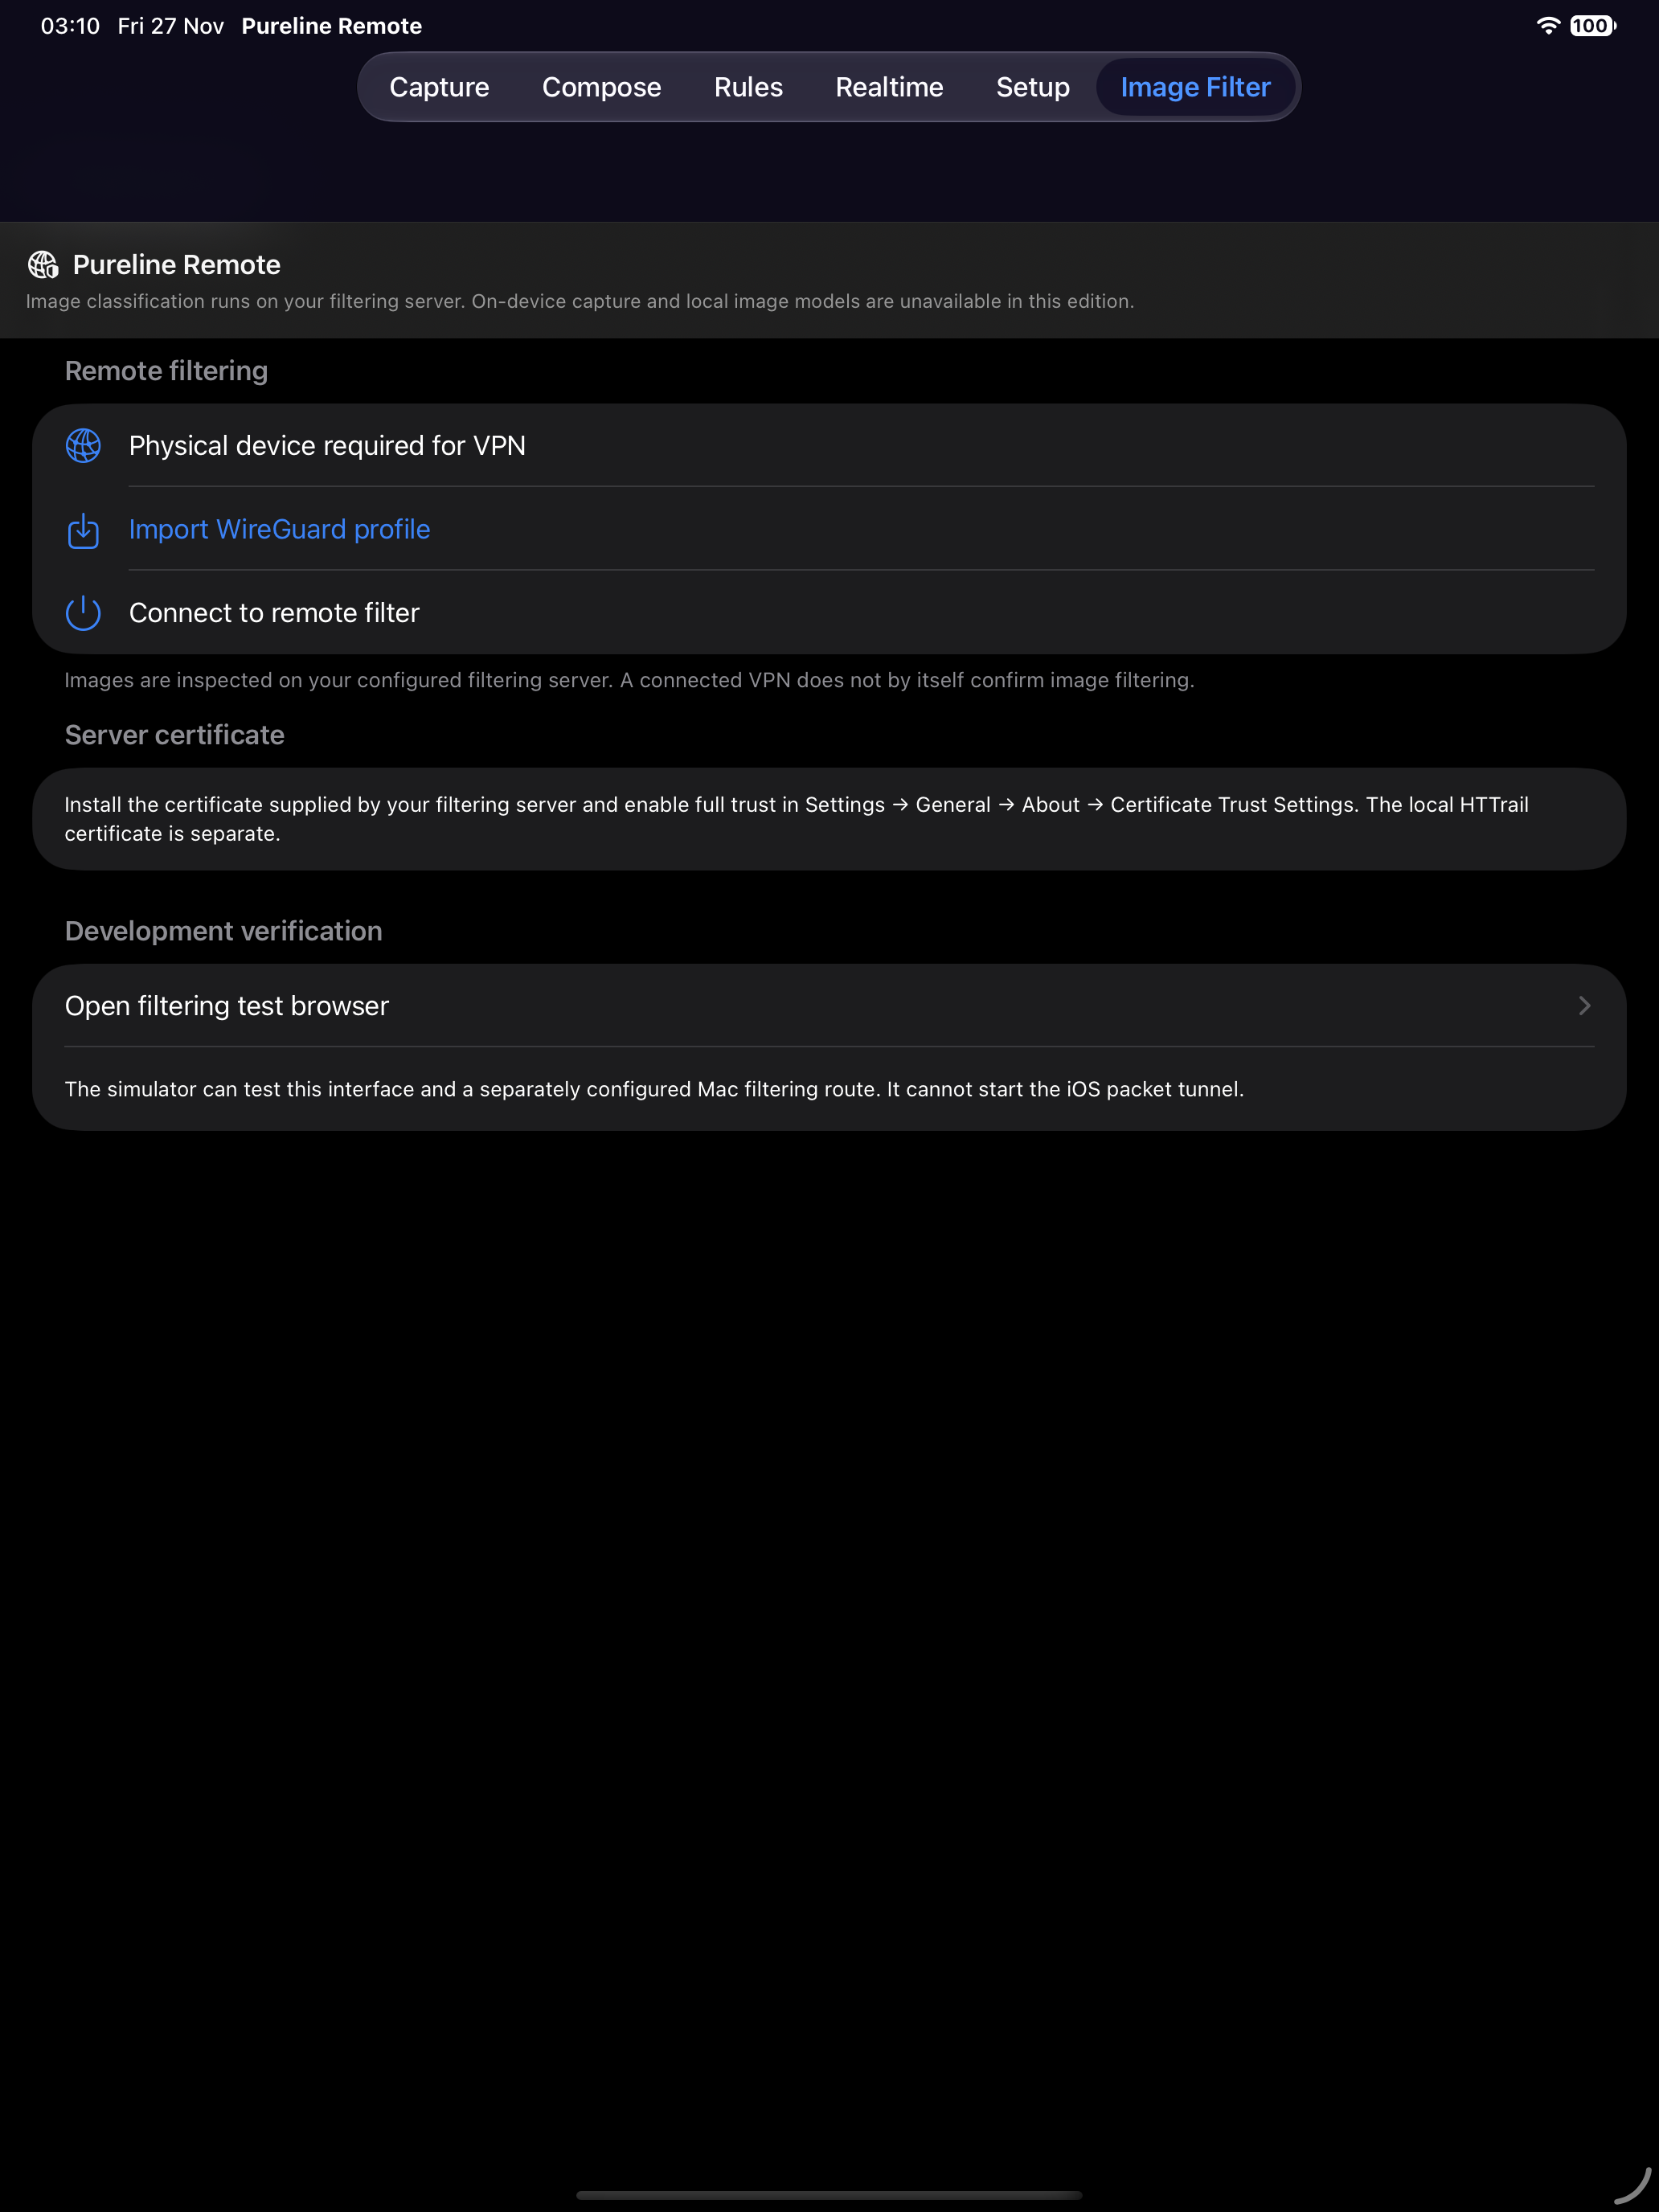 03:10 Fri 27 Nov Pureline Remote 100
Capture Compose Rules Realtime Setup Image Filter
Pureline Remote
Image classification runs on your filtering server. On-device capture and local image models are unavailable in this edition.
Remote filtering
Physical device required for VPN
Import WireGuard profile
Connect to remote filter
Images are inspected on your configured filtering server. A connected VPN does not by itself confirm image filtering.
Server certificate
Install the certificate supplied by your filtering server and enable full trust in Settings → General → About → Certificate Trust Settings. The local HTTrail
certificate is separate.
Development verification
Open filtering test browser
The simulator can test this interface and a separately configured Mac filtering route. It cannot start the iOS packet tunnel.